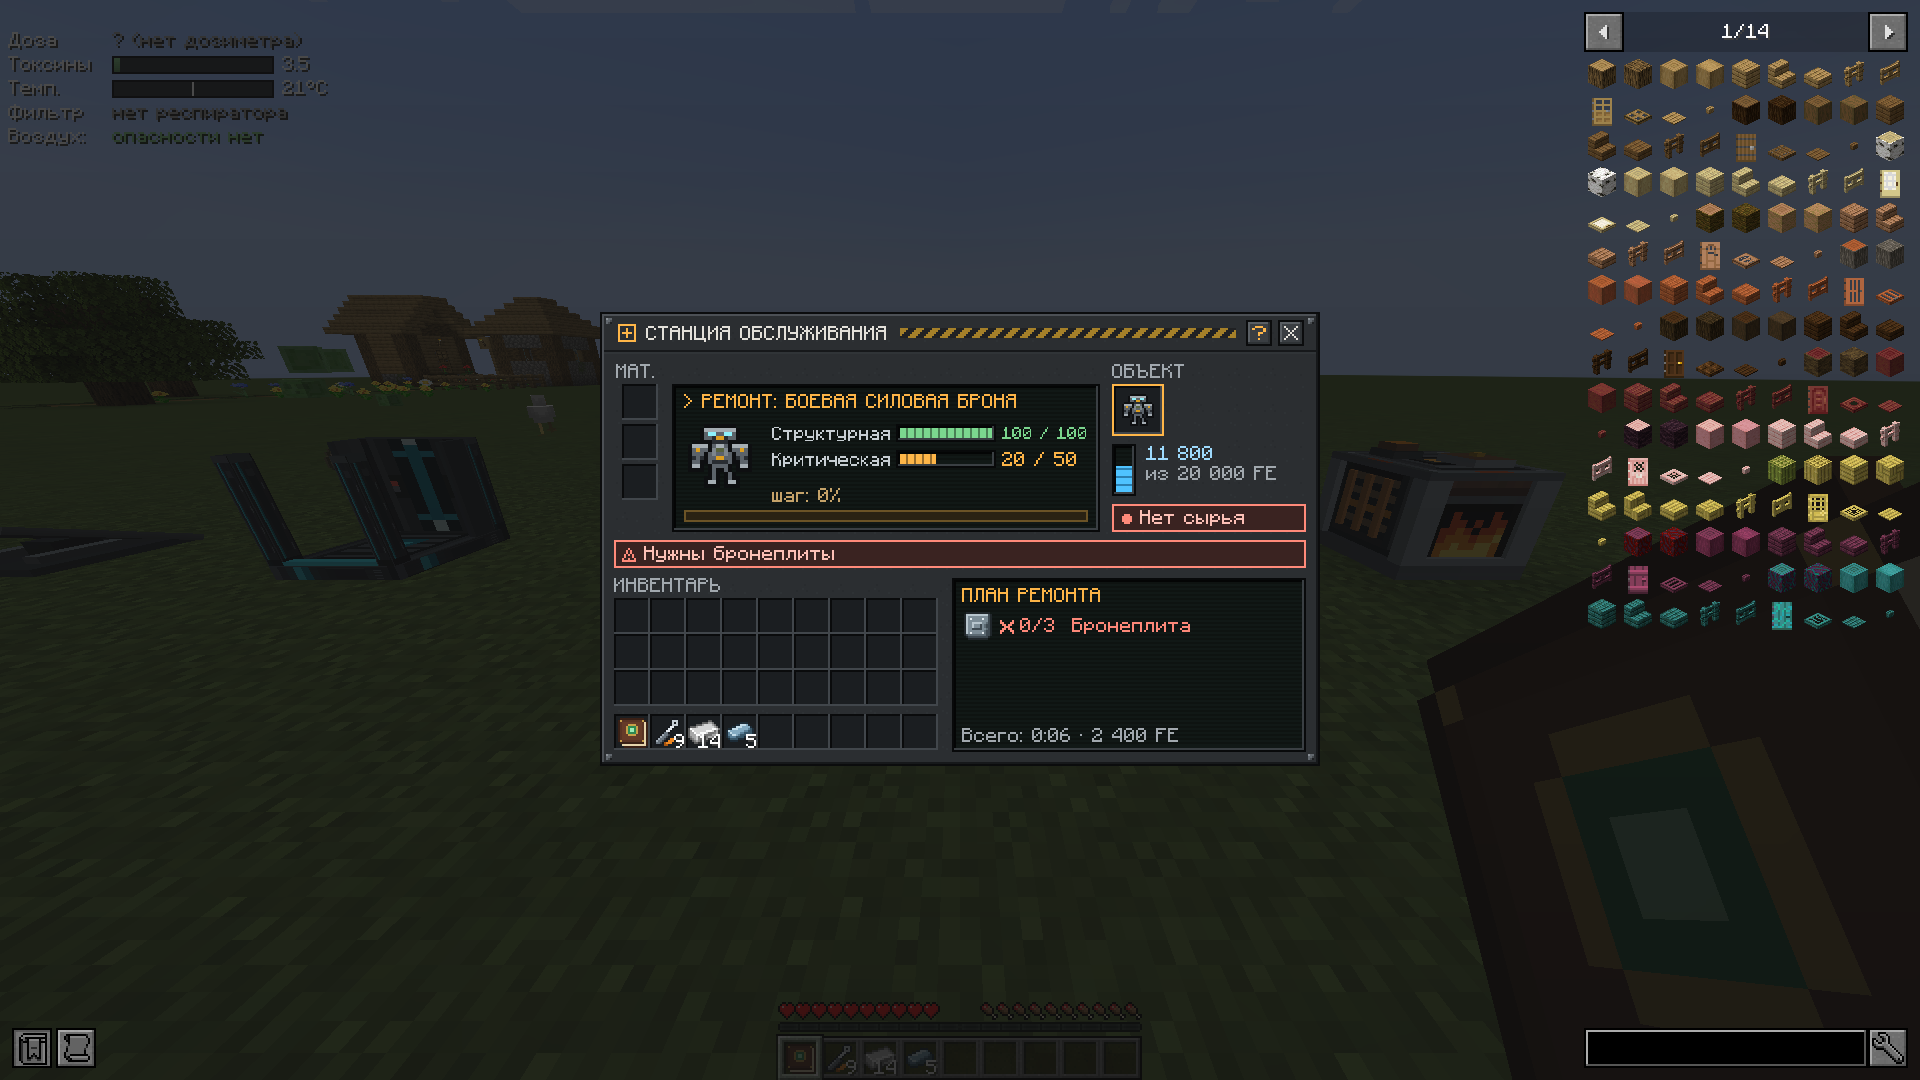 Доза ? (нет дозиметра)
Токсины 3.5
Темп. 21°C
Фильтр нет респиратора
Воздух: опасности нет
1/14
СТАНЦИЯ ОБСЛУЖИВАНИЯ ? X
МАТ.
ОБЪЕКТ
> РЕМОНТ: БОЕВАЯ СИЛОВАЯ БРОНЯ
Структурная 100 / 100
Критическая 20 / 50
шаг: 0%
11 800
из 20 000 FE
Нет сырья
Нужны бронеплиты
ИНВЕНТАРЬ
9 14 5
ПЛАН РЕМОНТА
0/3 Бронеплита
Всего: 0:06 · 2 400 FE
9 14 5